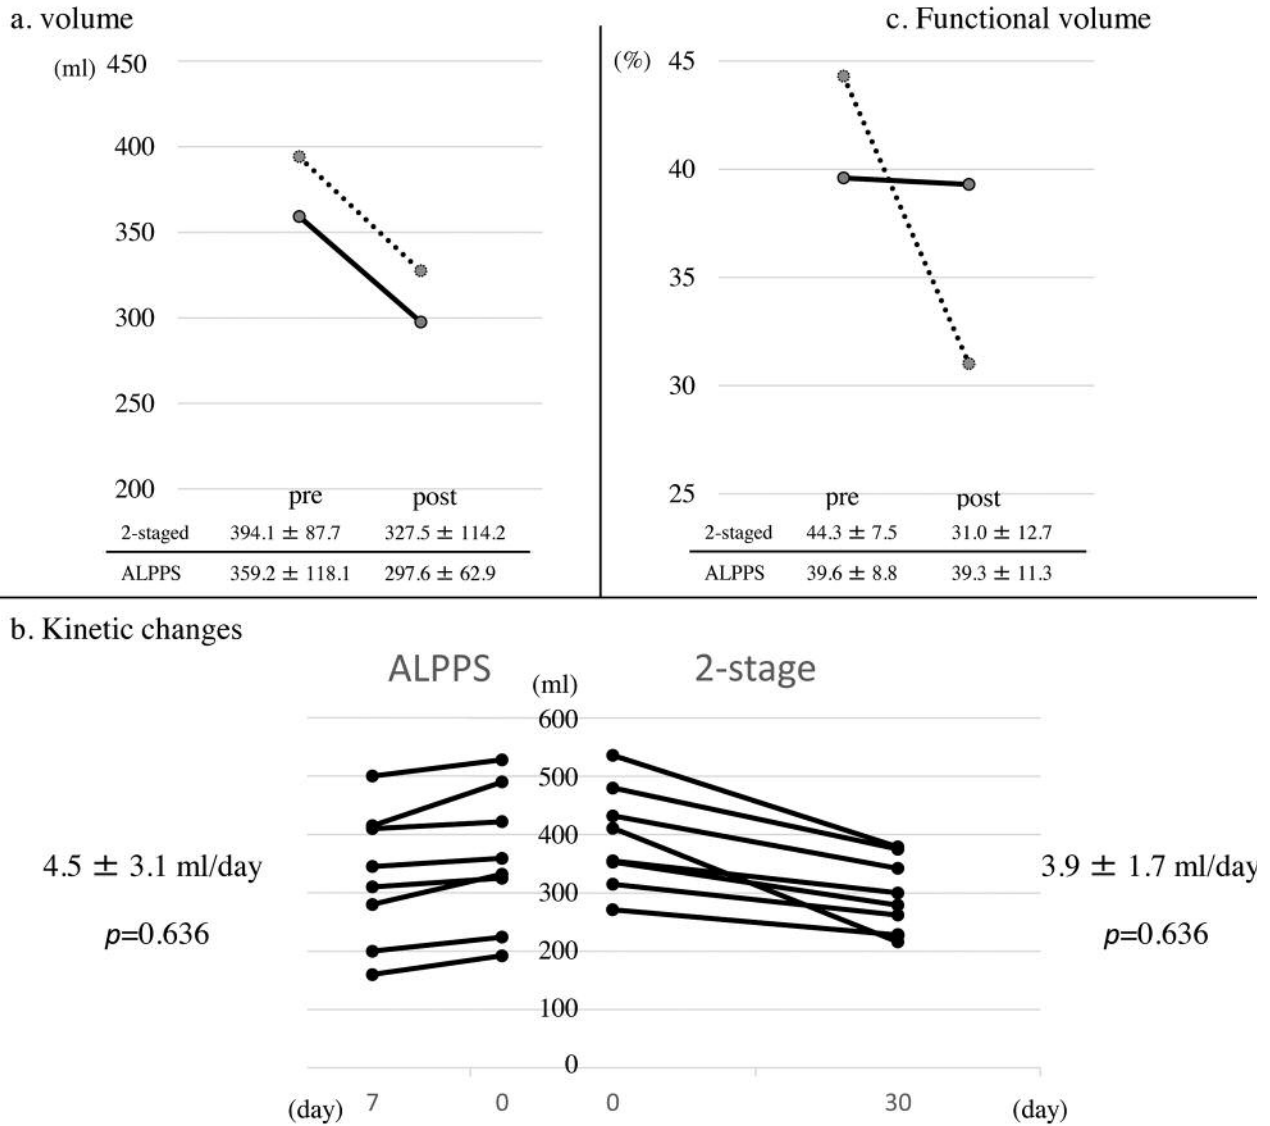 a. volume
(ml) 450
400
350
300
250
200
pre post
2-staged 394.1 ± 87.7 327.5 ± 114.2
ALPPS 359.2 ± 118.1 297.6 ± 62.9
c. Functional volume
(%) 45
40
35
30
25
pre post
2-staged 44.3 ± 7.5 31.0 ± 12.7
ALPPS 39.6 ± 8.8 39.3 ± 11.3
b. Kinetic changes
ALPPS (ml) 2-stage
600
500
400
300
200
100
0
4.5 ± 3.1 ml/day
p=0.636
3.9 ± 1.7 ml/day
p=0.636
(day) 7 0 0 30 (day)